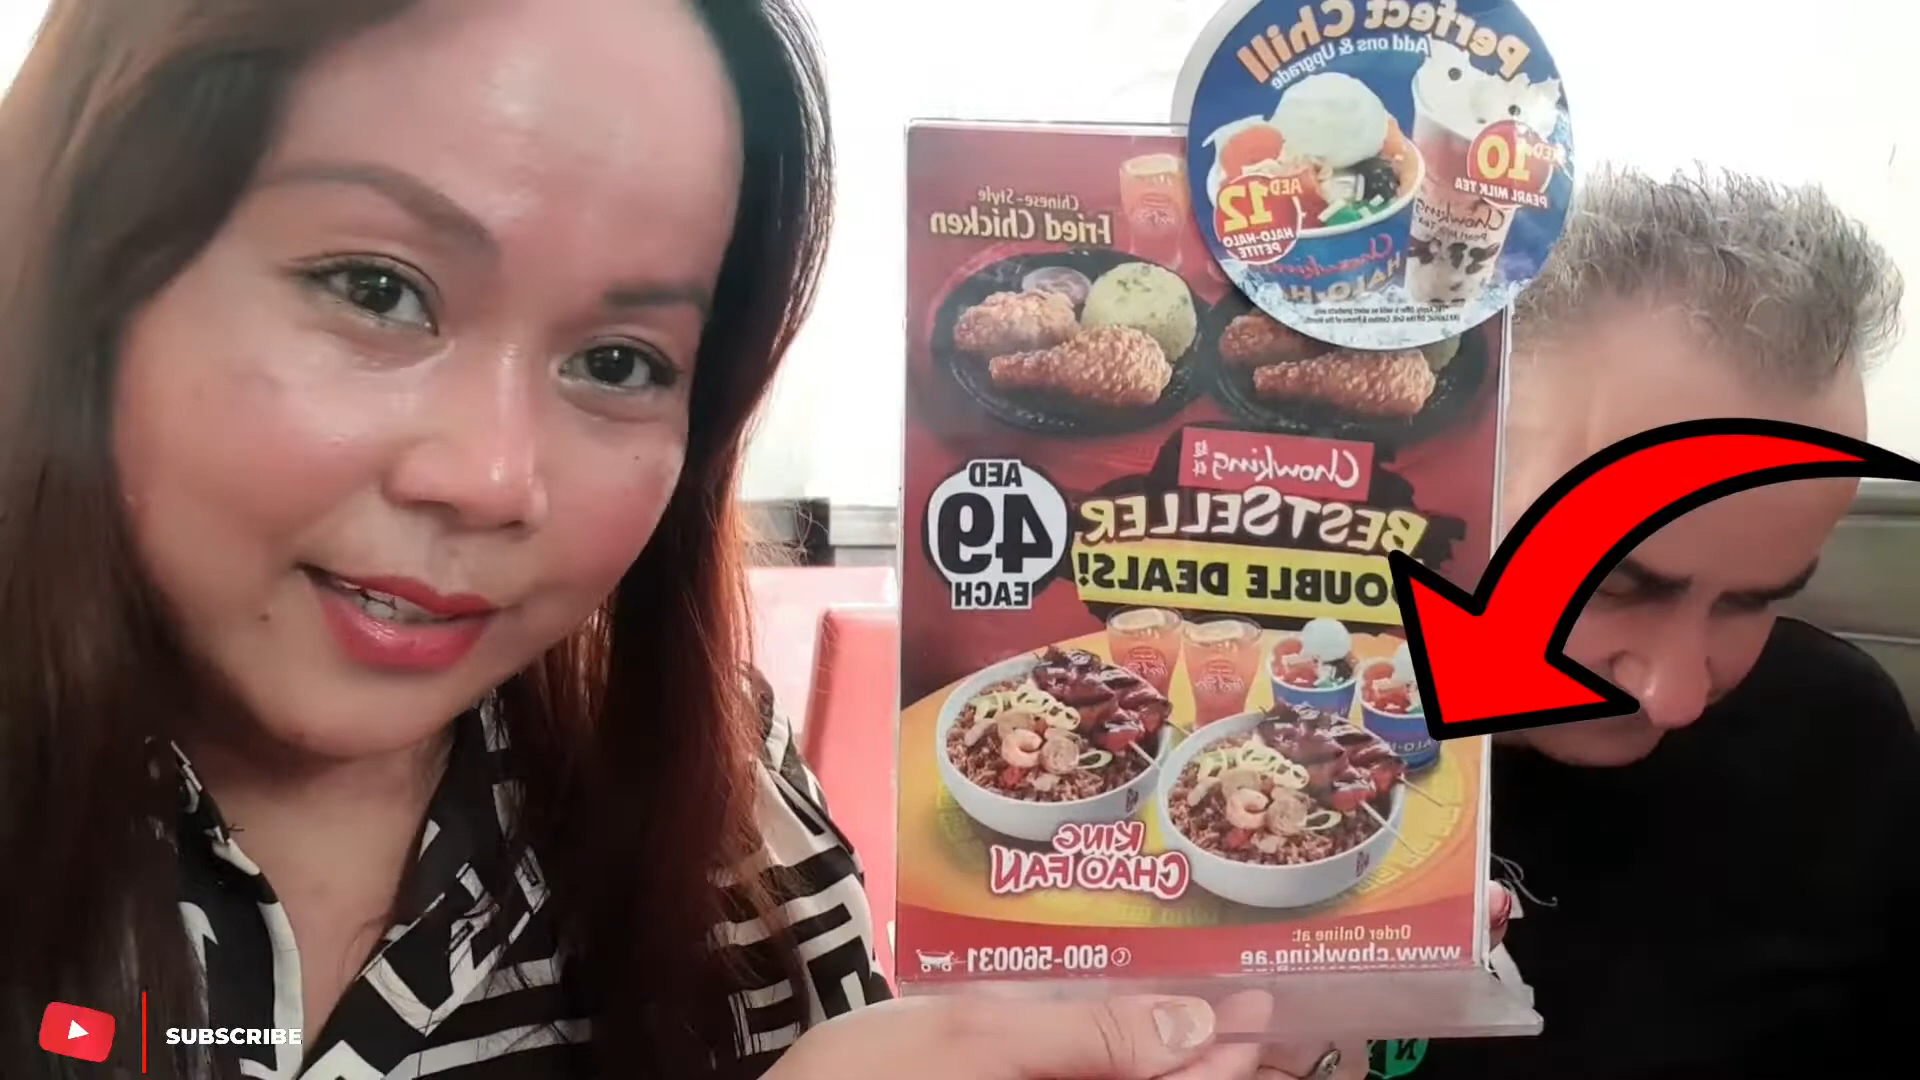 Perfect Chill
Add ons & Upgrade
AED
10
PEARL MILK TEA
AED
12
HALO-HALO
PETITE
Chowking
Chinese-Style
Fried Chicken
Chowking
BESTSELLER
DOUBLE DEALS!
AED
49
EACH
KING
CHAO FAN
Order Online at:
www.chowking.ae
600-560031
SUBSCRIBE